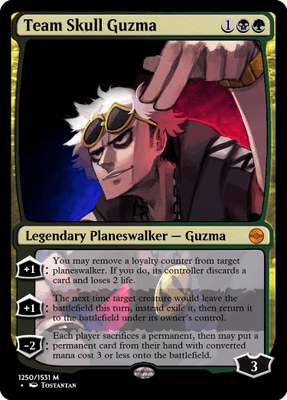 Team Skull Guzma 1
Legendary Planeswalker — Guzma
+1: You may remove a loyalty counter from target
planeswalker. If you do, its controller discards a
card and loses 2 life.
+1: The next time target creature would leave the
battlefield this turn, instead exile it, then return it
to the battlefield under its owner's control.
-2: Each player sacrifices a permanent, then may put a
permanent card from their hand with converted
mana cost 3 or less onto the battlefield.
3
1250/1531 M
• Tostantan